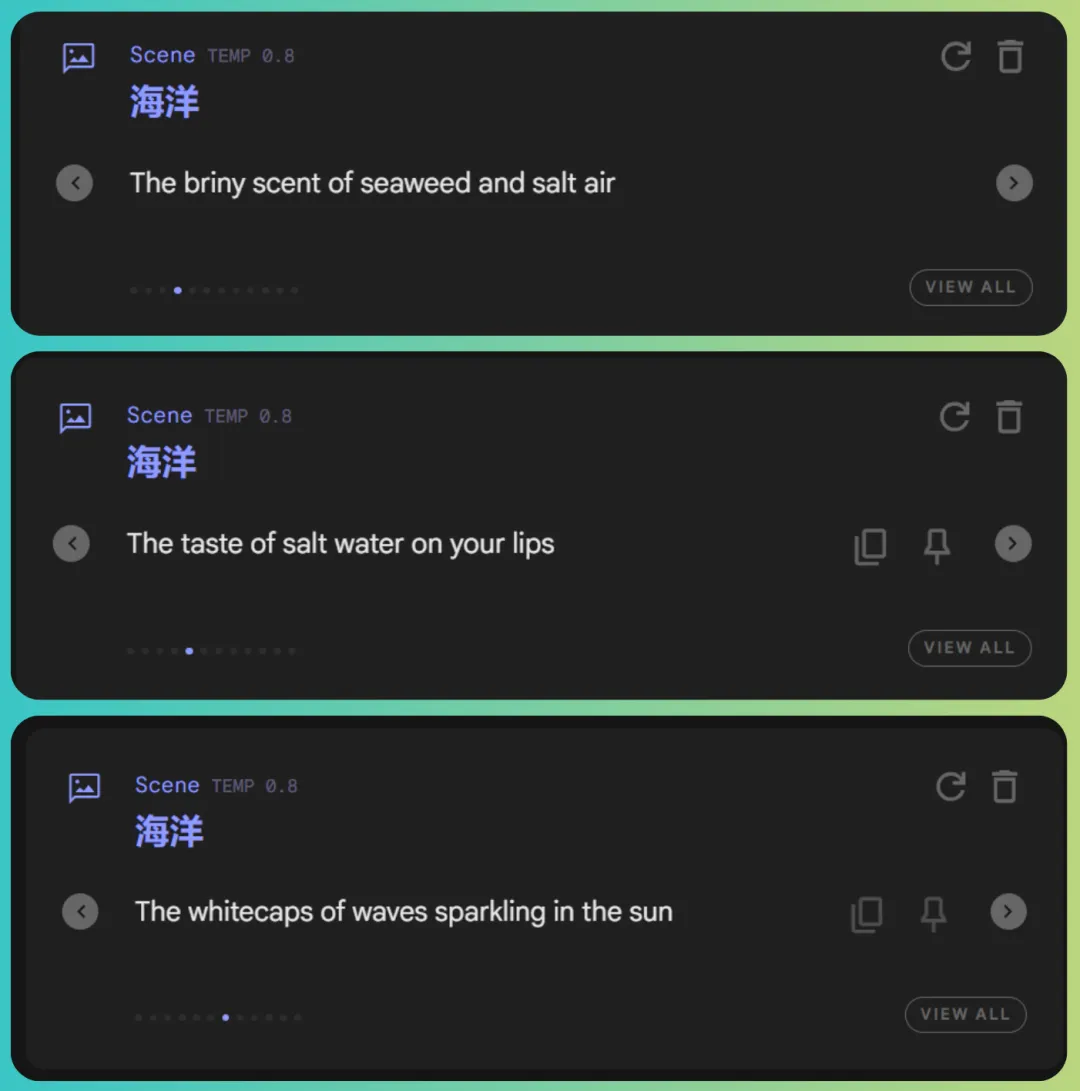 Scene TEMP 0.8
海洋
The briny scent of seaweed and salt air
VIEW ALL
Scene TEMP 0.8
海洋
The taste of salt water on your lips
VIEW ALL
Scene TEMP 0.8
海洋
The whitecaps of waves sparkling in the sun
VIEW ALL